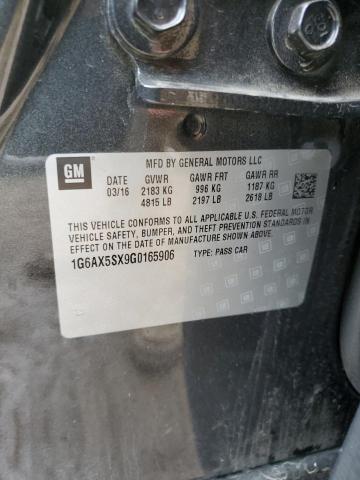 GM
MFD BY GENERAL MOTORS LLC
DATE GVWR GAWR FRT GAWR RR
03/16 2183 KG 996 KG 1187 KG
4815 LB 2197 LB 2618 LB
THIS VEHICLE CONFORMS TO ALL APPLICABLE U.S. FEDERAL MOTOR
VEHICLE SAFETY, BUMPER, AND THEFT PREVENTION STANDARDS IN
EFFECT ON THE DATE OF MANUFACTURE SHOWN ABOVE.
1G6AX5SX9G0165906 TYPE: PASS CAR